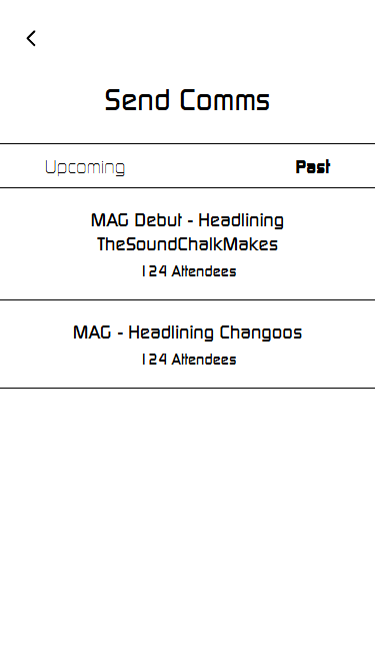 Send Comms
Upcoming Past
MAG Debut - Headlining
TheSoundChalkMakes
124 Attendees
MAG - Headlining Changoos
124 Attendees